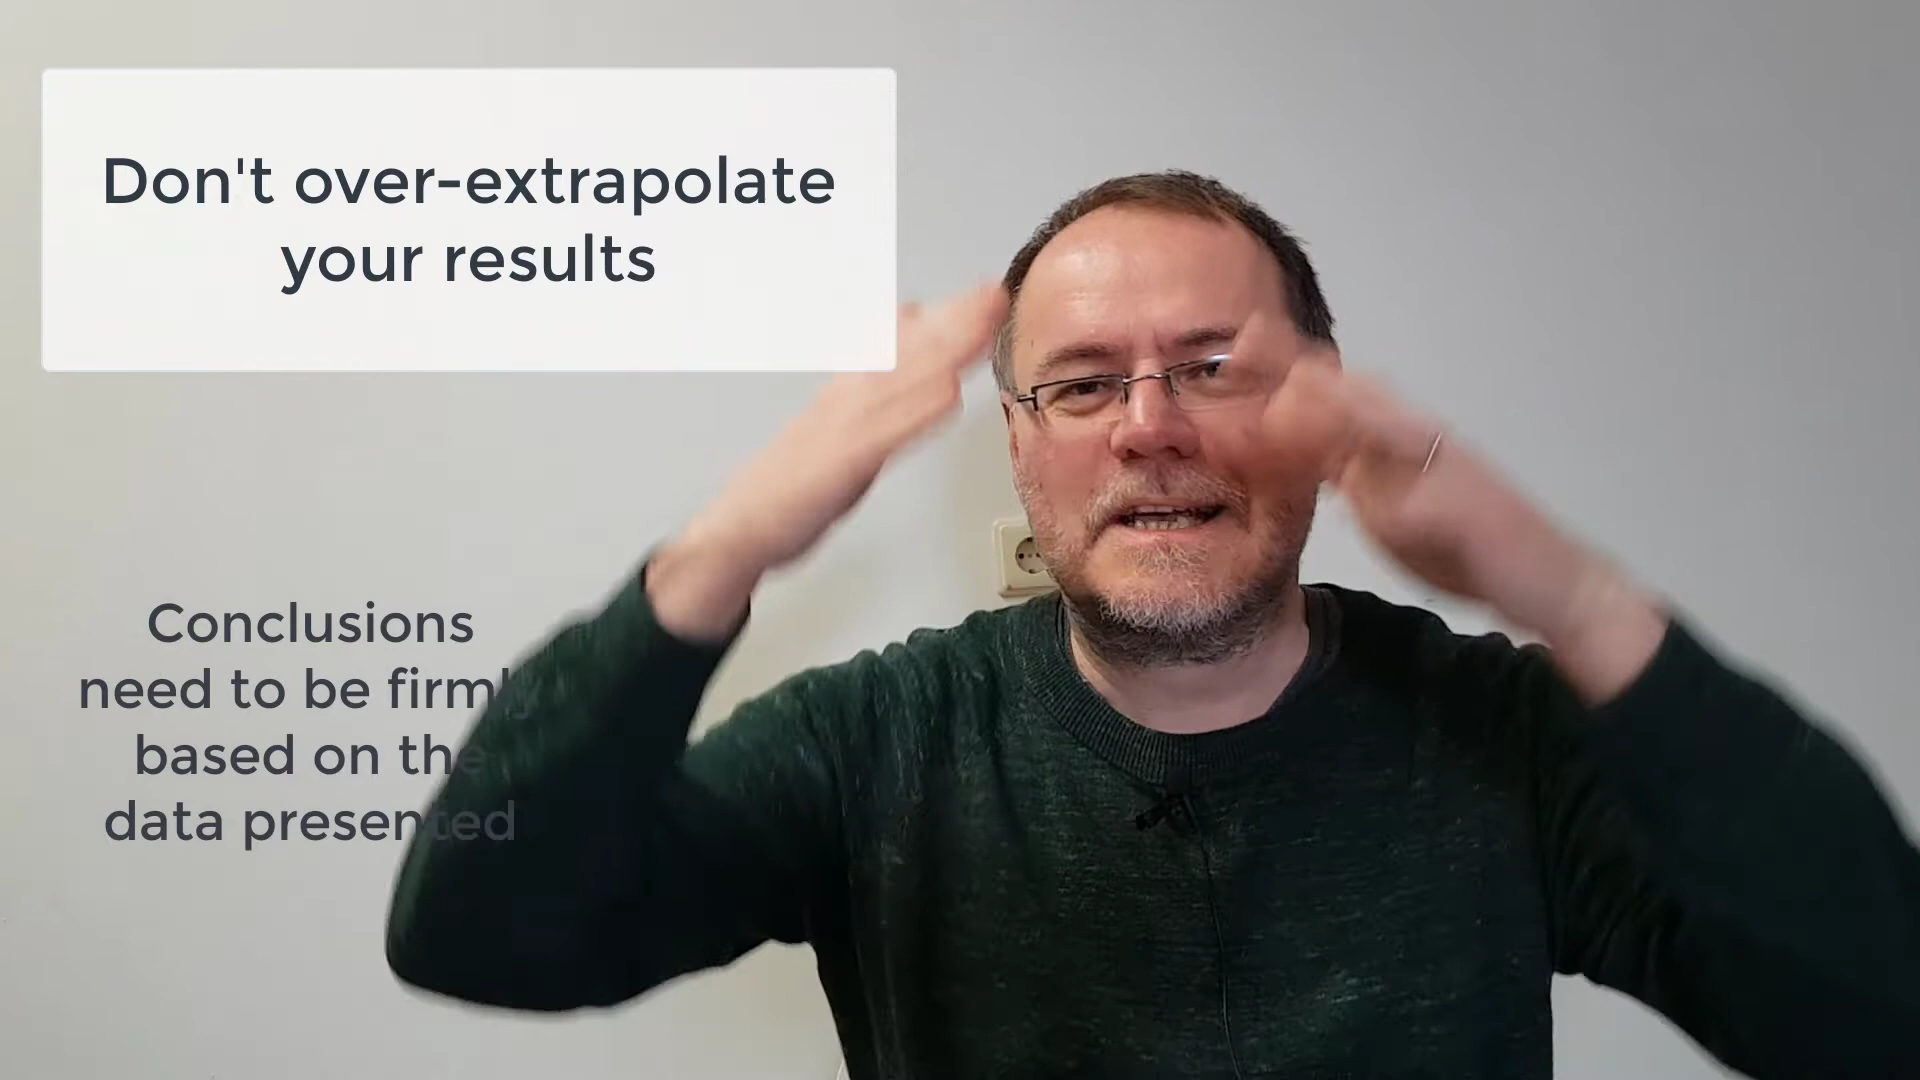 Don't over-extrapolate
your results
Conclusions
need to be firmly
based on the
data presented